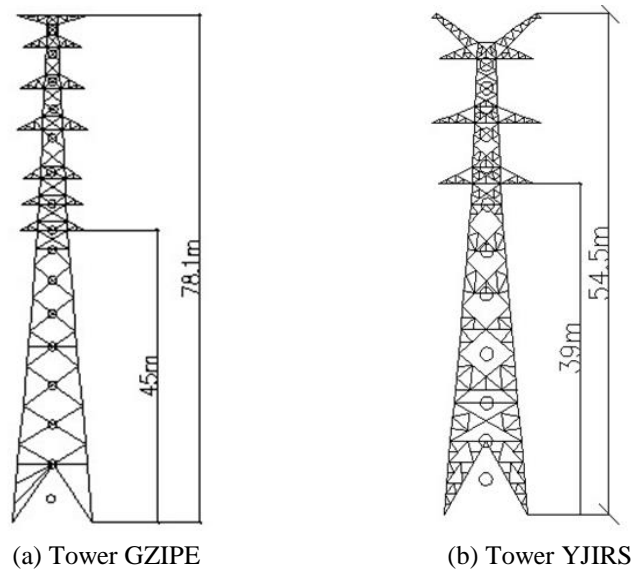 78.1m
45m
(a) Tower GZIPE
54.5m
39m
(b) Tower YJIRS